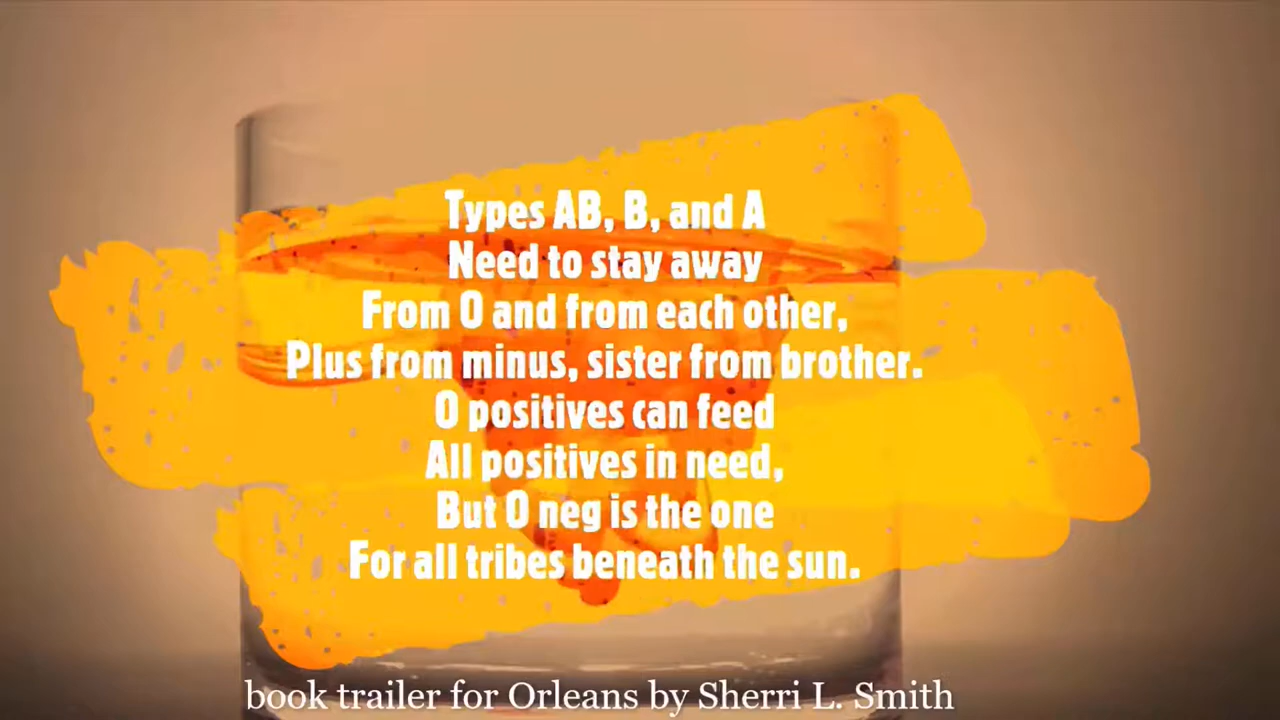 Types AB, B, and A
Need to stay away
From O and from each other,
Plus from minus, sister from brother.
O positives can feed
All positives in need,
But O neg is the one
For all tribes beneath the sun.
book trailer for Orleans by Sherri L. Smith